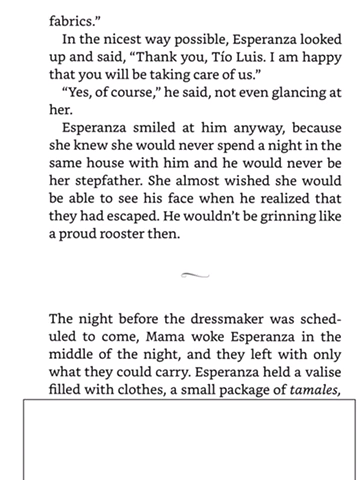 fabrics.”
In the nicest way possible, Esperanza looked
up and said, “Thank you, Tío Luis. I am happy
that you will be taking care of us.”
“Yes, of course,” he said, not even glancing at
her.
Esperanza smiled at him anyway, because
she knew she would never spend a night in the
same house with him and he would never be
her stepfather. She almost wished she would
be able to see his face when he realized that
they had escaped. He wouldn’t be grinning like
a proud rooster then.
The night before the dressmaker was sched-
uled to come, Mama woke Esperanza in the
middle of the night, and they left with only
what they could carry. Esperanza held a valise
filled with clothes, a small package of tamales,